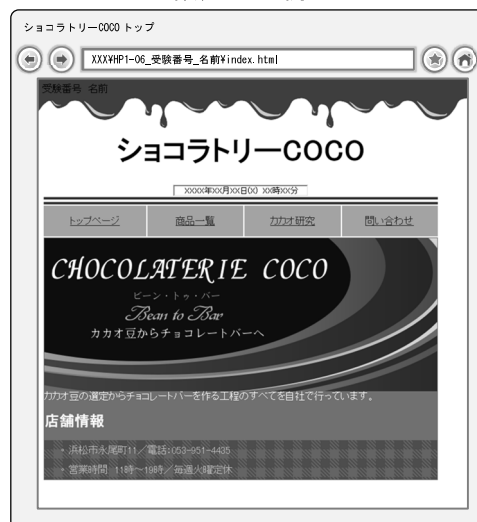 ショコラトリーCOCO トップ
XXX¥HP1-06_受験番号_名前¥index.html
受験番号 名前
ショコラトリーCOCO
xxxx年xx月xx日(x) xx時xx分
トップページ 商品一覧 カカオ研究 問い合わせ
CHOCOLATERIE COCO
ビーン・トゥ・バー
Bean to Bar
カカオ豆からチョコレートバーへ
カカオ豆の選定からチョコレートバーを作る工程のすべてを自社で行っています。
店舗情報
・浜松市永尾町11／電話:053-951-4435
・営業時間 11時～19時／毎週火曜定休